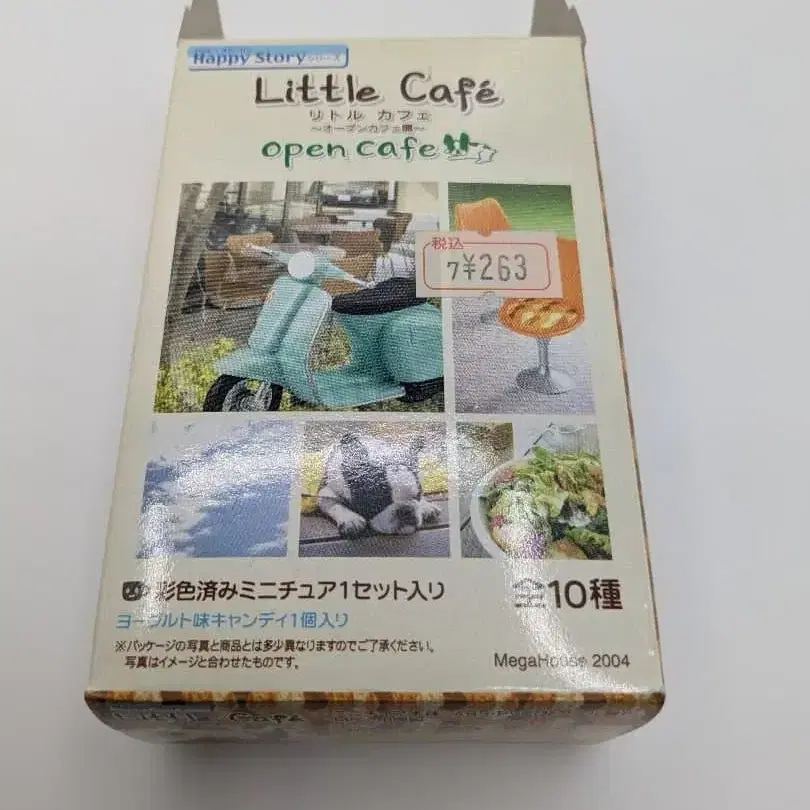 Happy Story シリーズ
Little Café
リトル カフェ
～オープンカフェ編～
open cafe
税込
7¥263
彩色済みミニチュア1セット入り
全10種
ヨーグルト味キャンディ1個入り
※パッケージの写真と商品とは多少異なりますのでご了承ください。
写真はイメージと合わせたものです。
MegaHouse 2004
Little Café